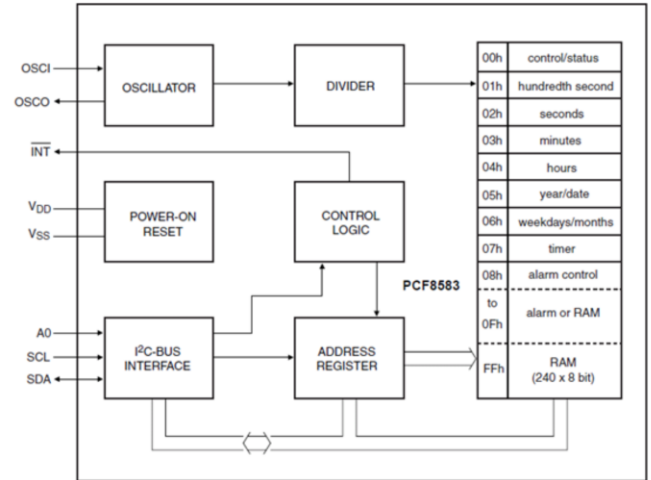 OSCI
OSCO
OSCILLATOR
DIVIDER
INT
VDD
VSS
POWER-ON
RESET
CONTROL
LOGIC
PCF8583
A0
SCL
SDA
I²C-BUS
INTERFACE
ADDRESS
REGISTER
00h control/status
01h hundredth second
02h seconds
03h minutes
04h hours
05h year/date
06h weekdays/months
07h timer
08h alarm control
to
0Fh
alarm or RAM
FFh
RAM
(240 x 8 bit)